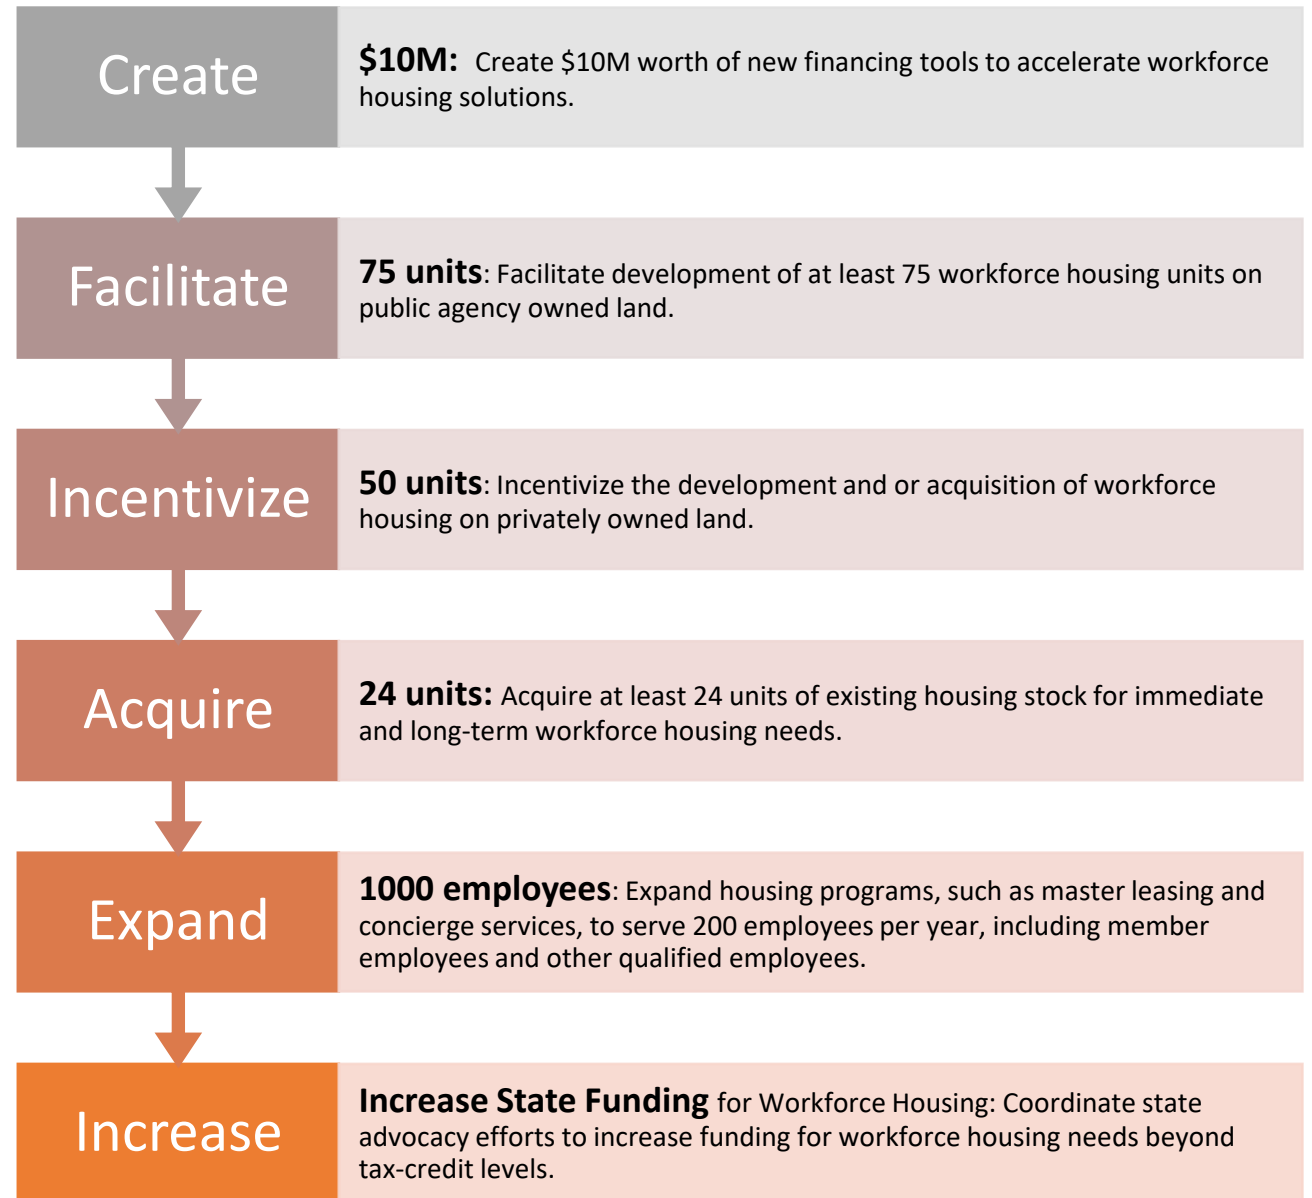 Create
$10M:  Create $10M worth of new financing tools to accelerate workforce
housing solutions.
Facilitate
75 units: Facilitate development of at least 75 workforce housing units on
public agency owned land.
Incentivize
50 units: Incentivize the development and or acquisition of workforce
housing on privately owned land.
Acquire
24 units: Acquire at least 24 units of existing housing stock for immediate
and long-term workforce housing needs.
Expand
1000 employees: Expand housing programs, such as master leasing and
concierge services, to serve 200 employees per year, including member
employees and other qualified employees.
Increase
Increase State Funding for Workforce Housing: Coordinate state
advocacy efforts to increase funding for workforce housing needs beyond
tax-credit levels.